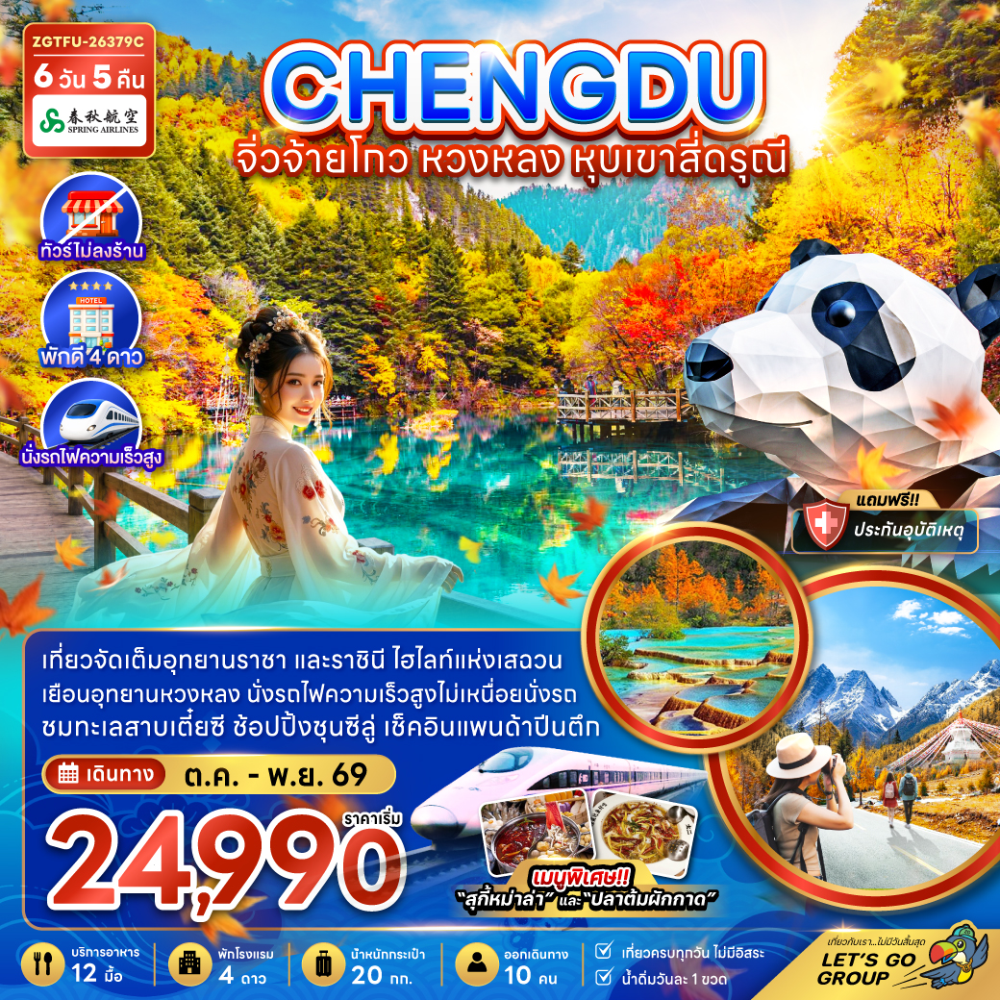 ZGTFU-26379C
6 วัน 5 คืน
春秋航空
SPRING AIRLINES
CHENGDU
จิ่วจ้ายโกว หวงหลง หุบเขาสี่ดรุณี
ทัวร์ไม่ลงร้าน
HOTEL
พักดี 4 ดาว
นั่งรถไฟความเร็วสูง
แถมฟรี!!
ประกันอุบัติเหตุ
เที่ยวจัดเต็มอุทยานราชา และราชินี ไฮไลท์แห่งเสฉวน
เยือนอุทยานหวงหลง นั่งรถไฟความเร็วสูงไม่เหนื่อยนั่งรถ
ชมทะเลสาบเตี๋ยซี ช้อปปิ้งชุนซีลู่ เช็คอินแพนด้าปีนตึก
เดินทาง ต.ค. - พ.ย. 69
ราคาเริ่ม
24,990
เมนูพิเศษ!!
"สุกี้หม่าล่า" และ "ปลาต้มผักกาด"
บริการอาหาร
12 มื้อ
พักโรงแรม
4 ดาว
น้ำหนักกระเป๋า
20 กก.
ออกเดินทาง
10 คน
เที่ยวครบทุกวัน ไม่มีอิสระ
น้ำดื่มวันละ 1 ขวด
เที่ยวกับเรา...ไม่มีวันสิ้นสุด
LET'S GO
GROUP